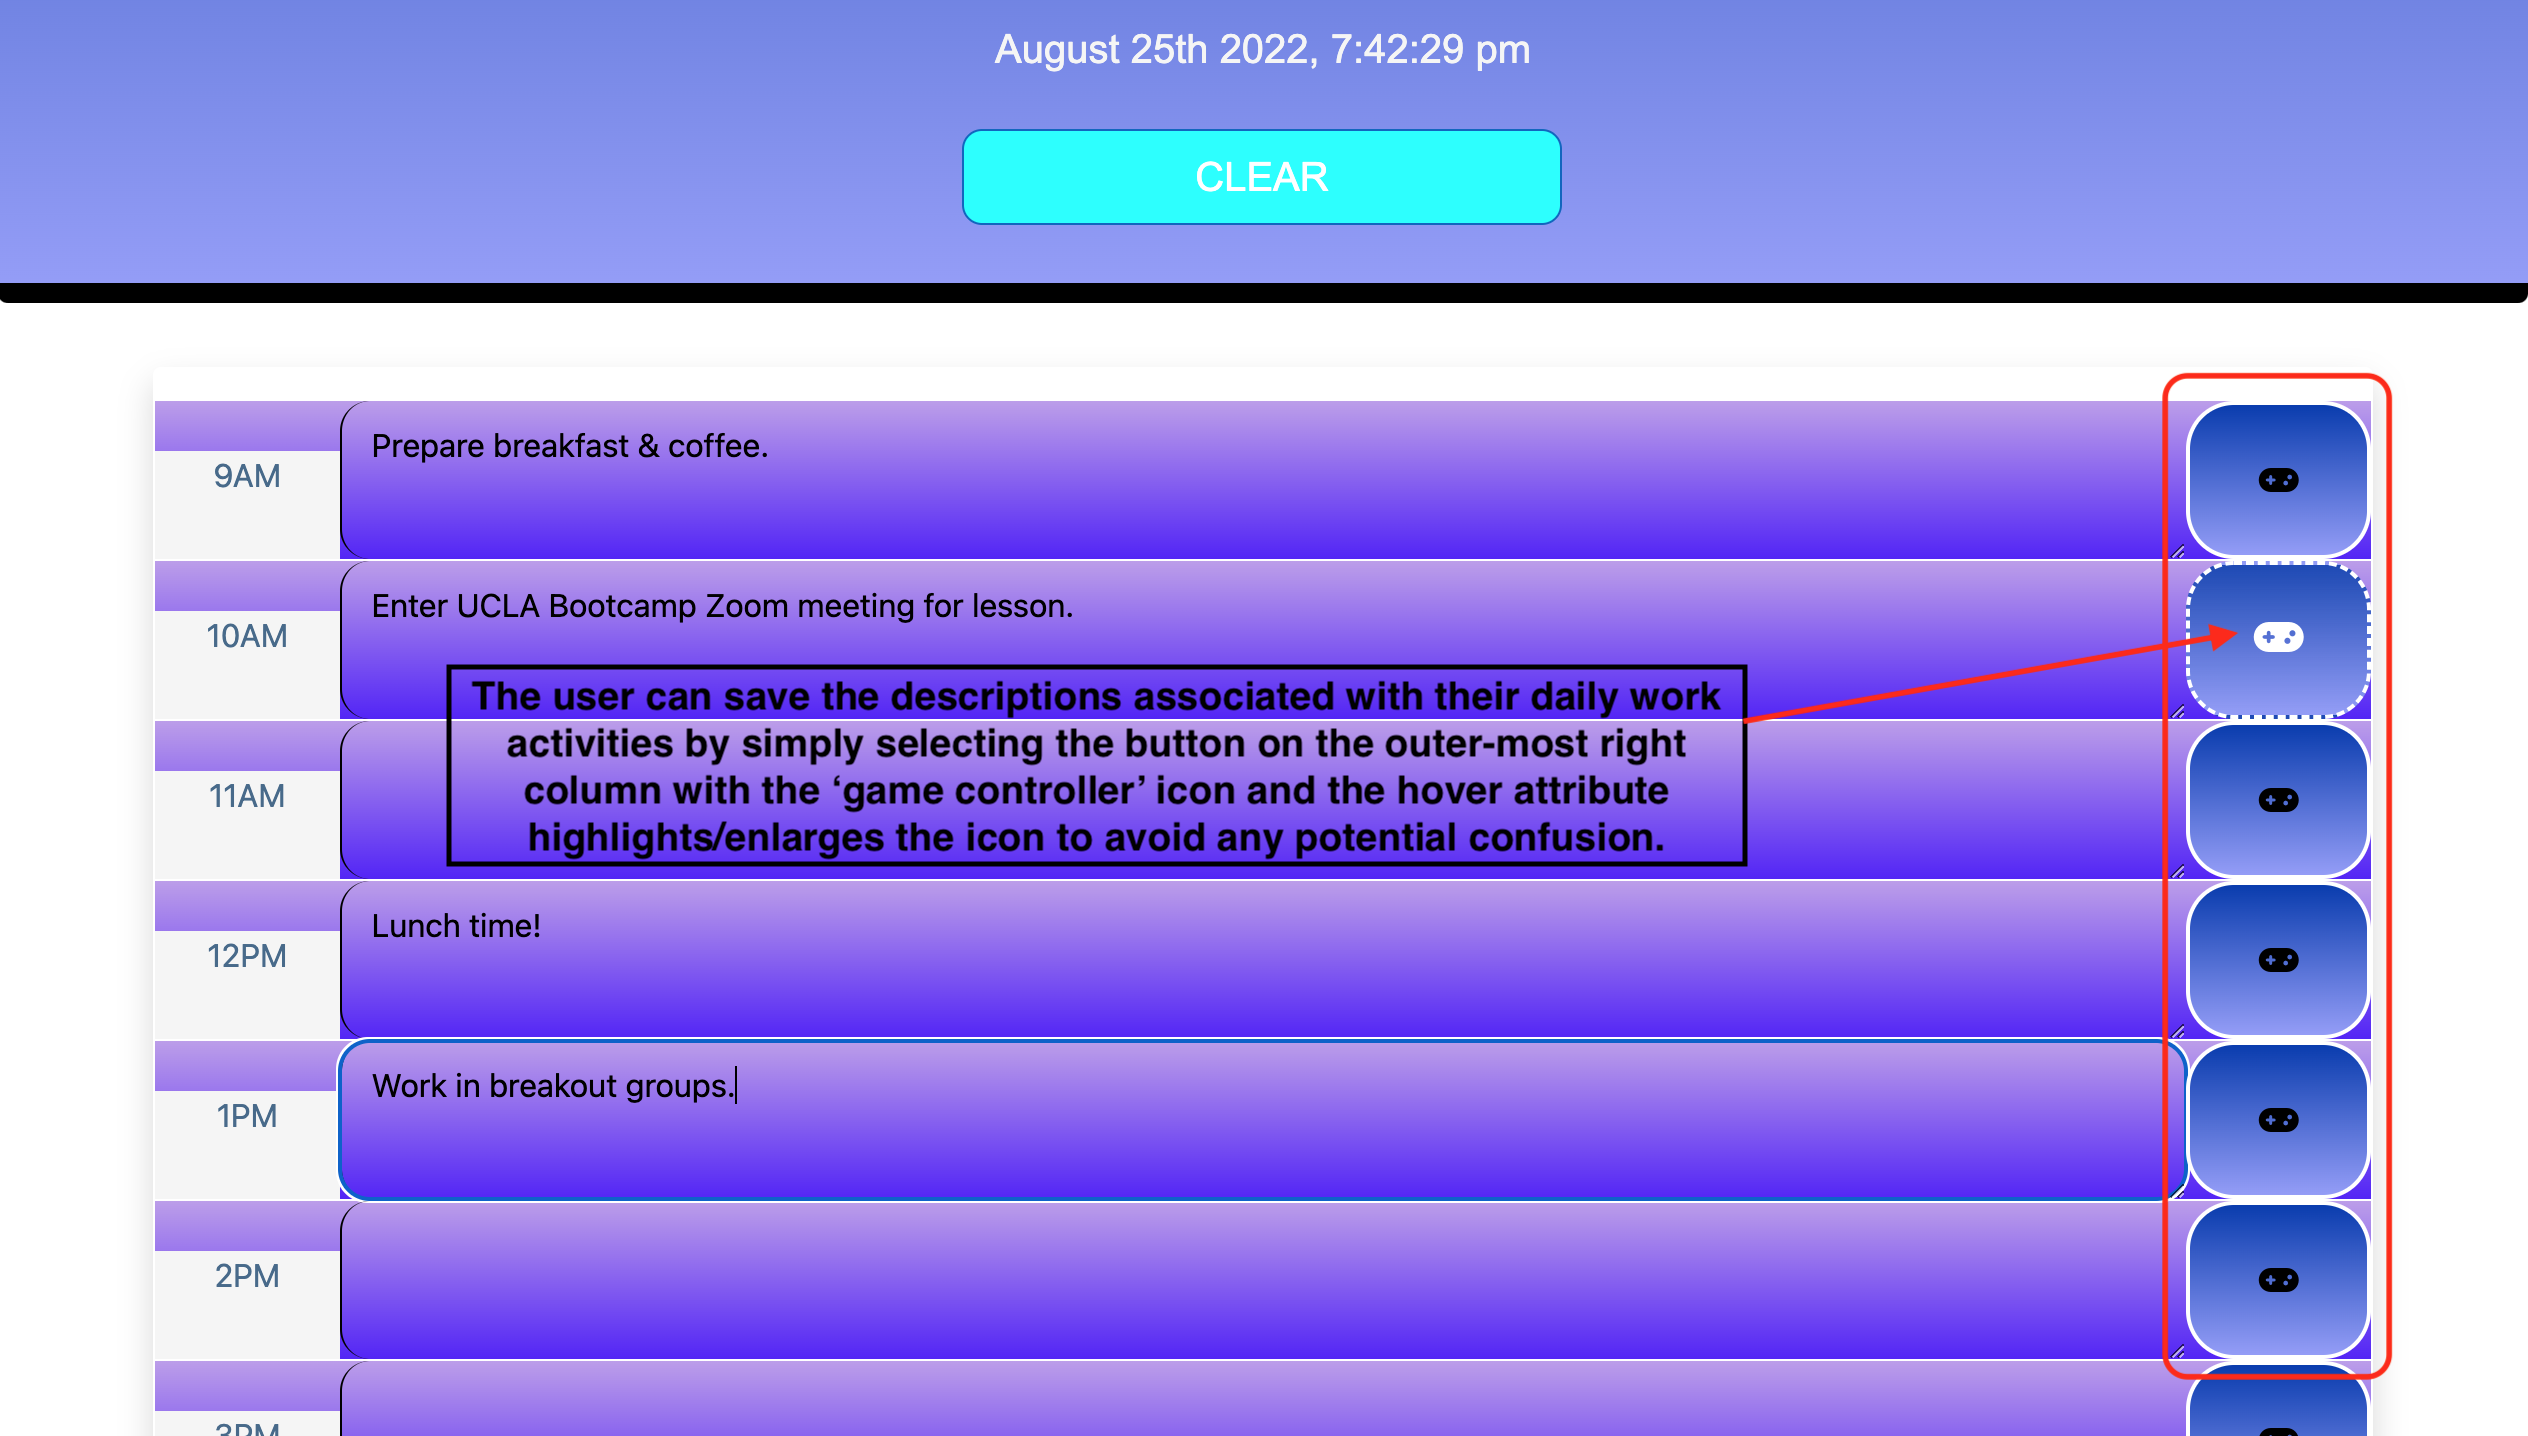 August 25th 2022, 7:42:29 pm
CLEAR
9AM
Prepare breakfast & coffee.
10AM
Enter UCLA Bootcamp Zoom meeting for lesson.
The user can save the descriptions associated with their daily work
activities by simply selecting the button on the outer-most right
column with the ‘game controller’ icon and the hover attribute
highlights/enlarges the icon to avoid any potential confusion.
11AM
12PM
Lunch time!
1PM
Work in breakout groups.
2PM
3PM